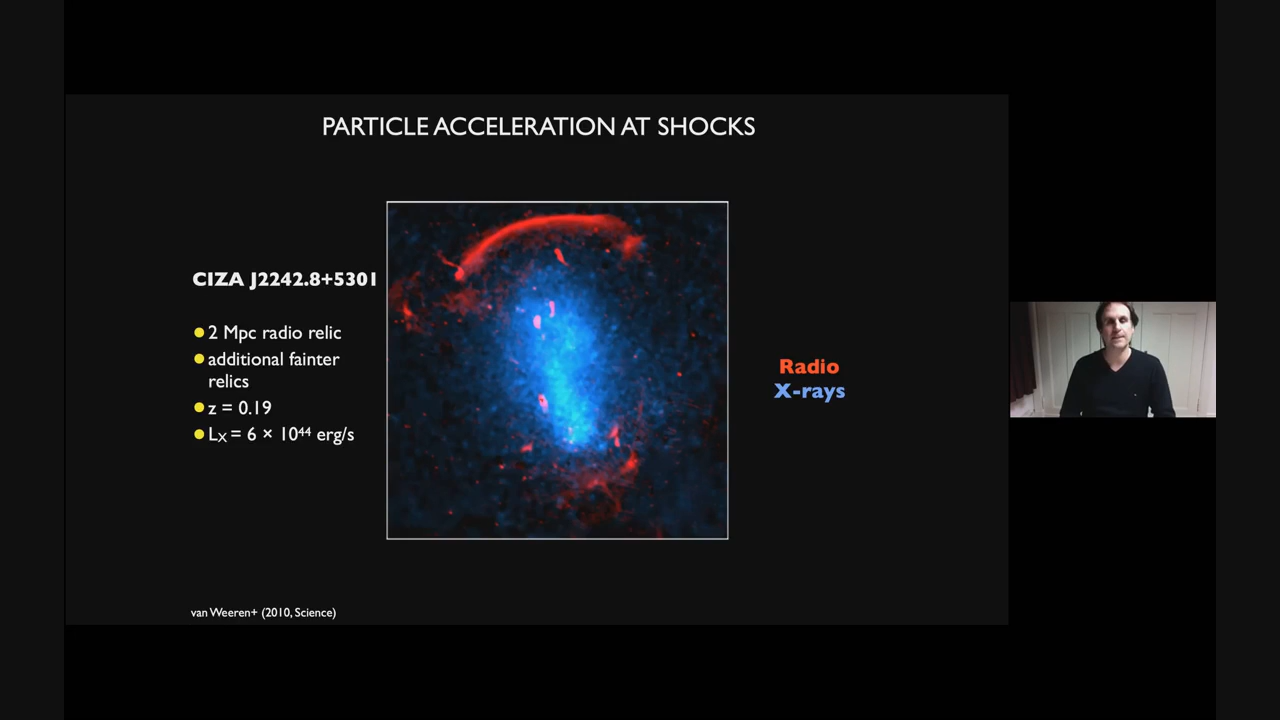 PARTICLE ACCELERATION AT SHOCKS
CIZA J2242.8+5301
2 Mpc radio relic
additional fainter
relics
z = 0.19
Lx = 6 × 10⁴⁴ erg/s
Radio
X-rays
van Weeren+ (2010, Science)